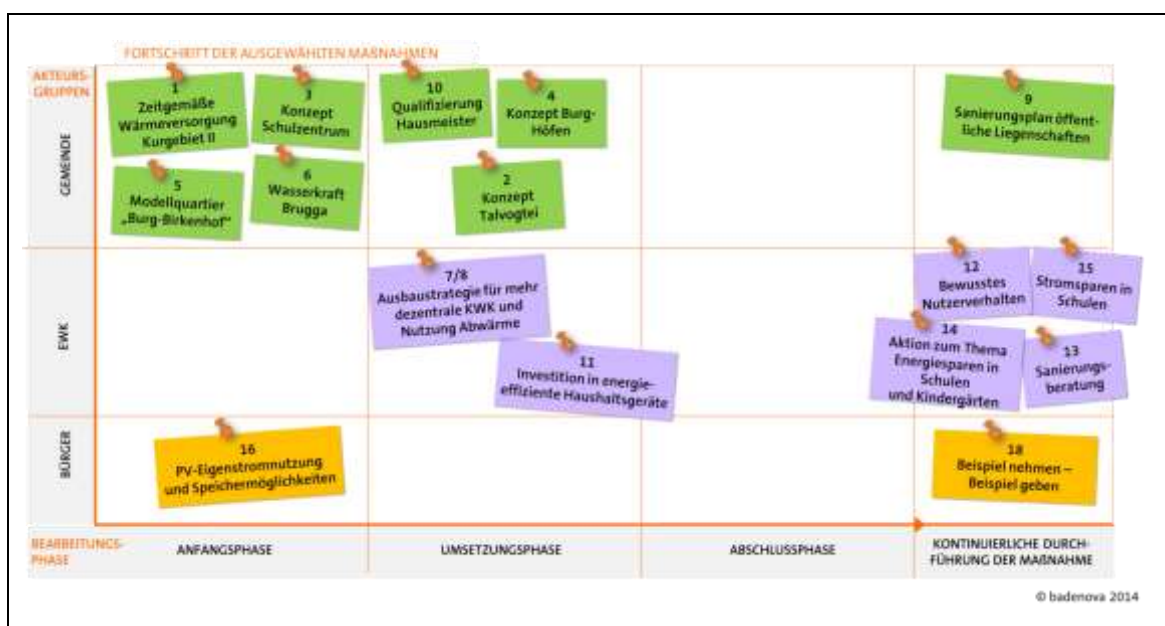 FORTSCHRITT DER AUSGEWÄHLTEN MAßNAHMEN
AKTEURS-
GRUPPEN
GEMEINDE
1
Zeitgemäße
Wärmeversorgung
Kurgebiet II
3
Konzept
Schulzentrum
10
Qualifizierung
Hausmeister
4
Konzept Burg-
Höfen
9
Sanierungsplan öffent-
liche Liegenschaften
5
Modellquartier
„Burg-Birkenhof“
6
Wasserkraft
Brugga
2
Konzept
Talvogtei
EWK
7/8
Ausbaustrategie für mehr
dezentrale KWK und
Nutzung Abwärme
11
Investition in energie-
effiziente Haushaltsgeräte
12
Bewusstes
Nutzerverhalten
15
Stromsparen in
Schulen
14
Aktion zum Thema
Energiesparen in
Schulen
und Kindergärten
13
Sanierungs-
beratung
BÜRGER
16
PV-Eigenstromnutzung
und Speichermöglichkeiten
18
Beispiel nehmen –
Beispiel geben
BEARBEITUNGS-
PHASE
ANFANGSPHASE
UMSETZUNGSPHASE
ABSCHLUSSPHASE
KONTINUIERLICHE DURCH-
FÜHRUNG DER MAßNAHME
© badenova 2014